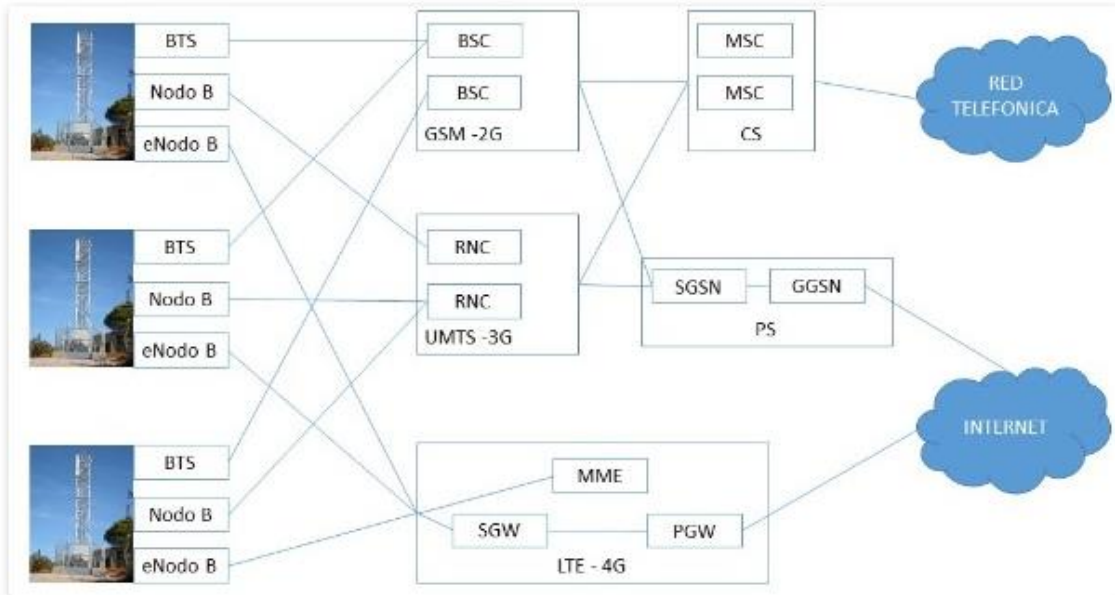 BTS
Nodo B
eNodo B
BTS
Nodo B
eNodo B
BTS
Nodo B
eNodo B
BSC
BSC
GSM -2G
RNC
RNC
UMTS -3G
MME
SGW
PGW
LTE - 4G
MSC
MSC
CS
SGSN
GGSN
PS
RED
TELEFONICA
INTERNET